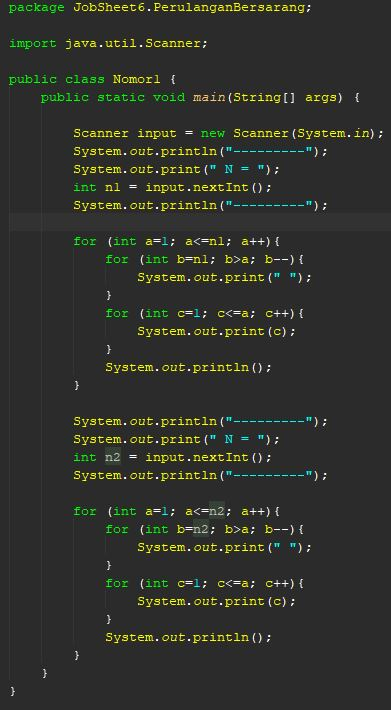 package JobSheet6.PerulanganBersarang;
import java.util.Scanner;
public class Nomor1 {
    public static void main(String[] args) {
        Scanner input = new Scanner(System.in);
        System.out.println("---------");
        System.out.print(" N = ");
        int n1 = input.nextInt();
        System.out.println("---------");
        for (int a=1; a<=n1; a++){
            for (int b=n1; b>a; b--){
                System.out.print(" ");
            }
            for (int c=1; c<=a; c++){
                System.out.print(c);
            }
            System.out.println();
        }
        System.out.println("---------");
        System.out.print(" N = ");
        int n2 = input.nextInt();
        System.out.println("---------");
        for (int a=1; a<=n2; a++){
            for (int b=n2; b>a; b--){
                System.out.print(" ");
            }
            for (int c=1; c<=a; c++){
                System.out.print(c);
            }
            System.out.println();
        }
    }
}